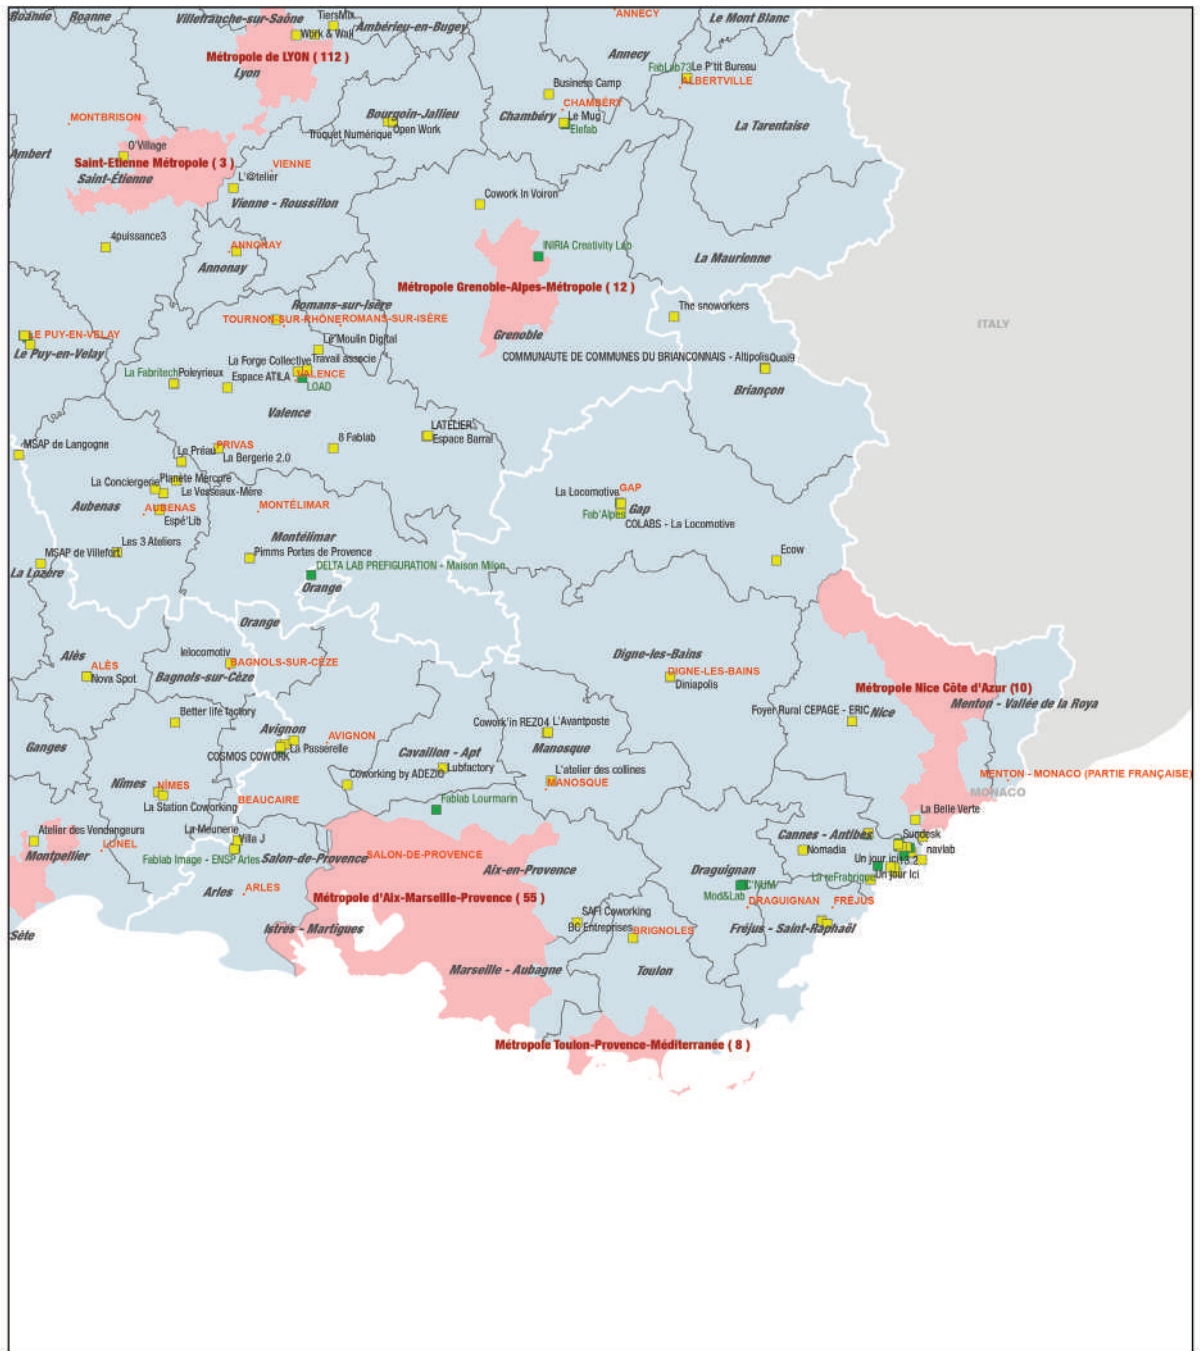 Roanne
Roanne
Villefranche-sur-Saône
TiersMix
Work & Wall
Ambérieu-en-Bugey
ANNECY
Le Mont Blanc
Métropole de LYON ( 112 )
Lyon
Annecy
FabLab73
Le P'tit Bureau
ALBERTVILLE
Business Camp
CHAMBÉRY
Chambéry
Le Mug
Elefab
Bourgoin-Jallieu
Troquet Numérique
Open Work
La Tarentaise
MONTBRISON
O'Village
Ambert
Saint-Etienne Métropole ( 3 )
Saint-Étienne
VIENNE
L'@telier
Vienne - Roussillon
Cowork In Voiron
4puissance3
ANNONAY
Annonay
INIRIA Creativity Lab
La Maurienne
Métropole Grenoble-Alpes-Métropole ( 12 )
Romans-sur-Isère
The snoworkers
TOURNON-SUR-RHÔNE
ROMANS-SUR-ISÈRE
ITALY
LE PUY-EN-VELAY
Le Puy-en-Velay
Grenoble
Le Moulin Digital
La Forge Collective
Travail associe
COMMUNAUTE DE COMMUNES DU BRIANCONNAIS - Altipolis
Quai9
La Fabritech
Poleyrieux
Espace ATILA
VALENCE
LOAD
Briançon
Valence
MSAP de Langogne
LATELIER
Espace Barral
8 Fablab
PRIVAS
Le Préau
La Bergerie 2.0
La Conciergerie
Planète Mercure
Le Vesseaux-Mère
Aubenas
AUBENAS
Espé'Lib
MONTÉLIMAR
La Locomotive
GAP
Fab'Alpes
Gap
COLABS - La Locomotive
Les 3 Ateliers
Montélimar
MSAP de Villefort
Pimms Portes de Provence
DELTA LAB PREFIGURATION - Maison Milon
Ecow
La Lozère
Orange
Orange
Alès
lelocomotiv
BAGNOLS-SUR-CÈZE
ALÈS
Nova Spot
Bagnols-sur-Cèze
Digne-les-Bains
DIGNE-LES-BAINS
Diniapolis
Métropole Nice Côte d'Azur (10)
Menton - Vallée de la Roya
Better life factory
Foyer Rural CEPAGE - ERIC
Nice
Cowork'in REZO4
L'Avantposte
Avignon
AVIGNON
Ganges
La Passerelle
COSMOS COWORK
Cavaillon - Apt
Manosque
Lubfactory
Coworking by ADEZIO
L'atelier des collines
MANOSQUE
MENTON - MONACO (PARTIE FRANÇAISE)
MONACO
Nîmes
NÎMES
La Station Coworking
BEAUCAIRE
Fablab Lourmarin
La Belle Verte
Atelier des Vendangeurs
La Meunerie
Villa J
Cannes - Antibes
Sundesk
Nomadia
navlab
LUNEL
Montpellier
Fablab Image - ENSP Arles
Salon-de-Provence
SALON-DE-PROVENCE
Aix-en-Provence
Draguignan
Un jour ici
La reFrabrique
Un jour Ici
Arles
ARLES
Métropole d'Aix-Marseille-Provence ( 55 )
C'NUM
Mod&Lab
DRAGUIGNAN
FRÉJUS
SAFI Coworking
BC Entreprises
BRIGNOLES
Fréjus - Saint-Raphaël
Sète
Istres - Martigues
Marseille - Aubagne
Toulon
Métropole Toulon-Provence-Méditerranée ( 8 )